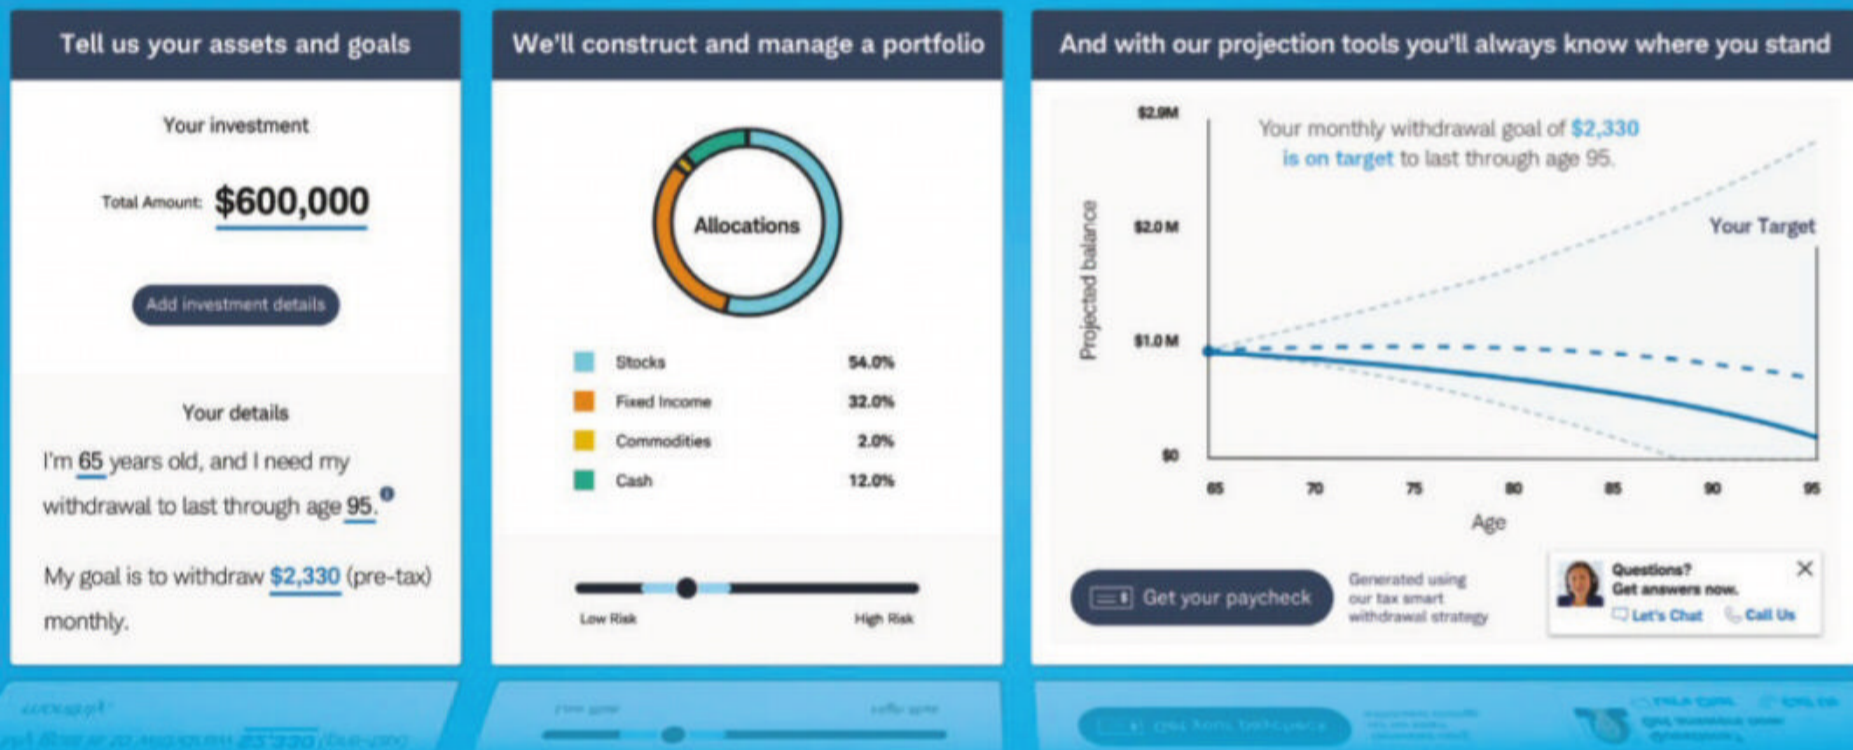 Tell us your assets and goals
Your investment
Total Amount: $600,000
Add investment details
Your details
I'm 65 years old, and I need my
withdrawal to last through age 95.
My goal is to withdraw $2,330 (pre-tax)
monthly.
We'll construct and manage a portfolio
Allocations
Stocks 54.0%
Fixed Income 32.0%
Commodities 2.0%
Cash 12.0%
Low Risk High Risk
And with our projection tools you'll always know where you stand
Your monthly withdrawal goal of $2,330
is on target to last through age 95.
Projected balance
$2.9M
$2.0 M
$1.0 M
$0
Your Target
65 70 75 80 85 90 95
Age
Get your paycheck
Generated using
our tax smart
withdrawal strategy
Questions?
Get answers now.
Let's Chat Call Us